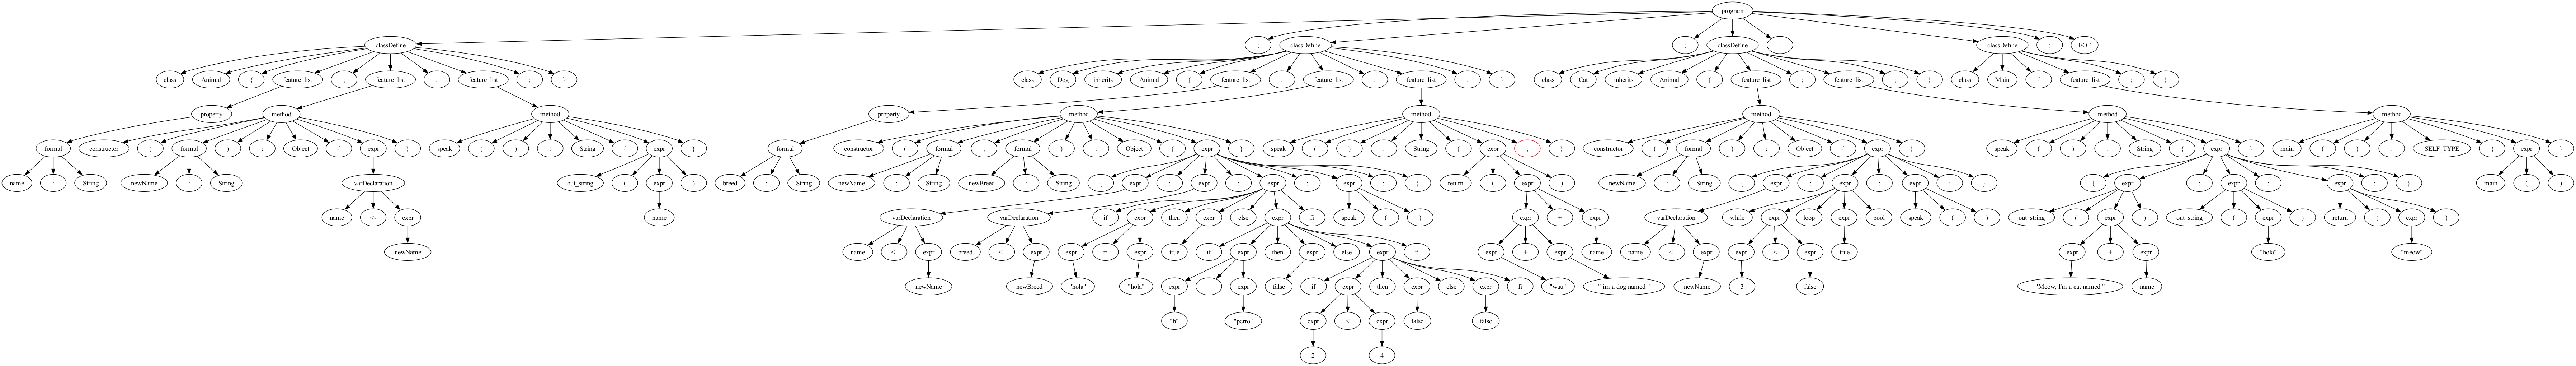 program
classDefine ; classDefine ; classDefine ; classDefine ; EOF
class Animal { feature_list ; feature_list ; feature_list ; } class Dog inherits Animal { feature_list ; feature_list ; feature_list ; } class Cat inherits Animal { feature_list ; feature_list ; } class Main { feature_list ; }
property method method property method method method method method
formal constructor ( formal ) : Object { expr } speak ( ) : String { expr } formal constructor ( formal , formal ) : Object { expr } speak ( ) : String { expr ; } constructor ( formal ) : Object { expr } speak ( ) : String { expr } main ( ) : SELF_TYPE { expr }
name : String newName : String varDeclaration out_string ( expr ) breed : String newName : String newBreed : String { expr ; expr ; expr ; expr ; } return ( expr ) newName : String { expr ; expr ; expr ; } { expr ; expr ; expr ; } main ( )
name <- expr name varDeclaration varDeclaration if expr then expr else expr fi speak ( ) expr + expr varDeclaration while expr loop expr pool speak ( ) out_string ( expr ) out_string ( expr ) return ( expr )
newName name <- expr breed <- expr expr = expr true if expr then expr else expr fi expr + expr name name <- expr expr < expr true expr + expr "hola" "meow"
newName newBreed "hola" "hola" expr = expr false if expr then expr else expr fi "wau" " im a dog named " newName 3 false "Meow, I'm a cat named " name
"b" "perro" expr < expr false false
2 4